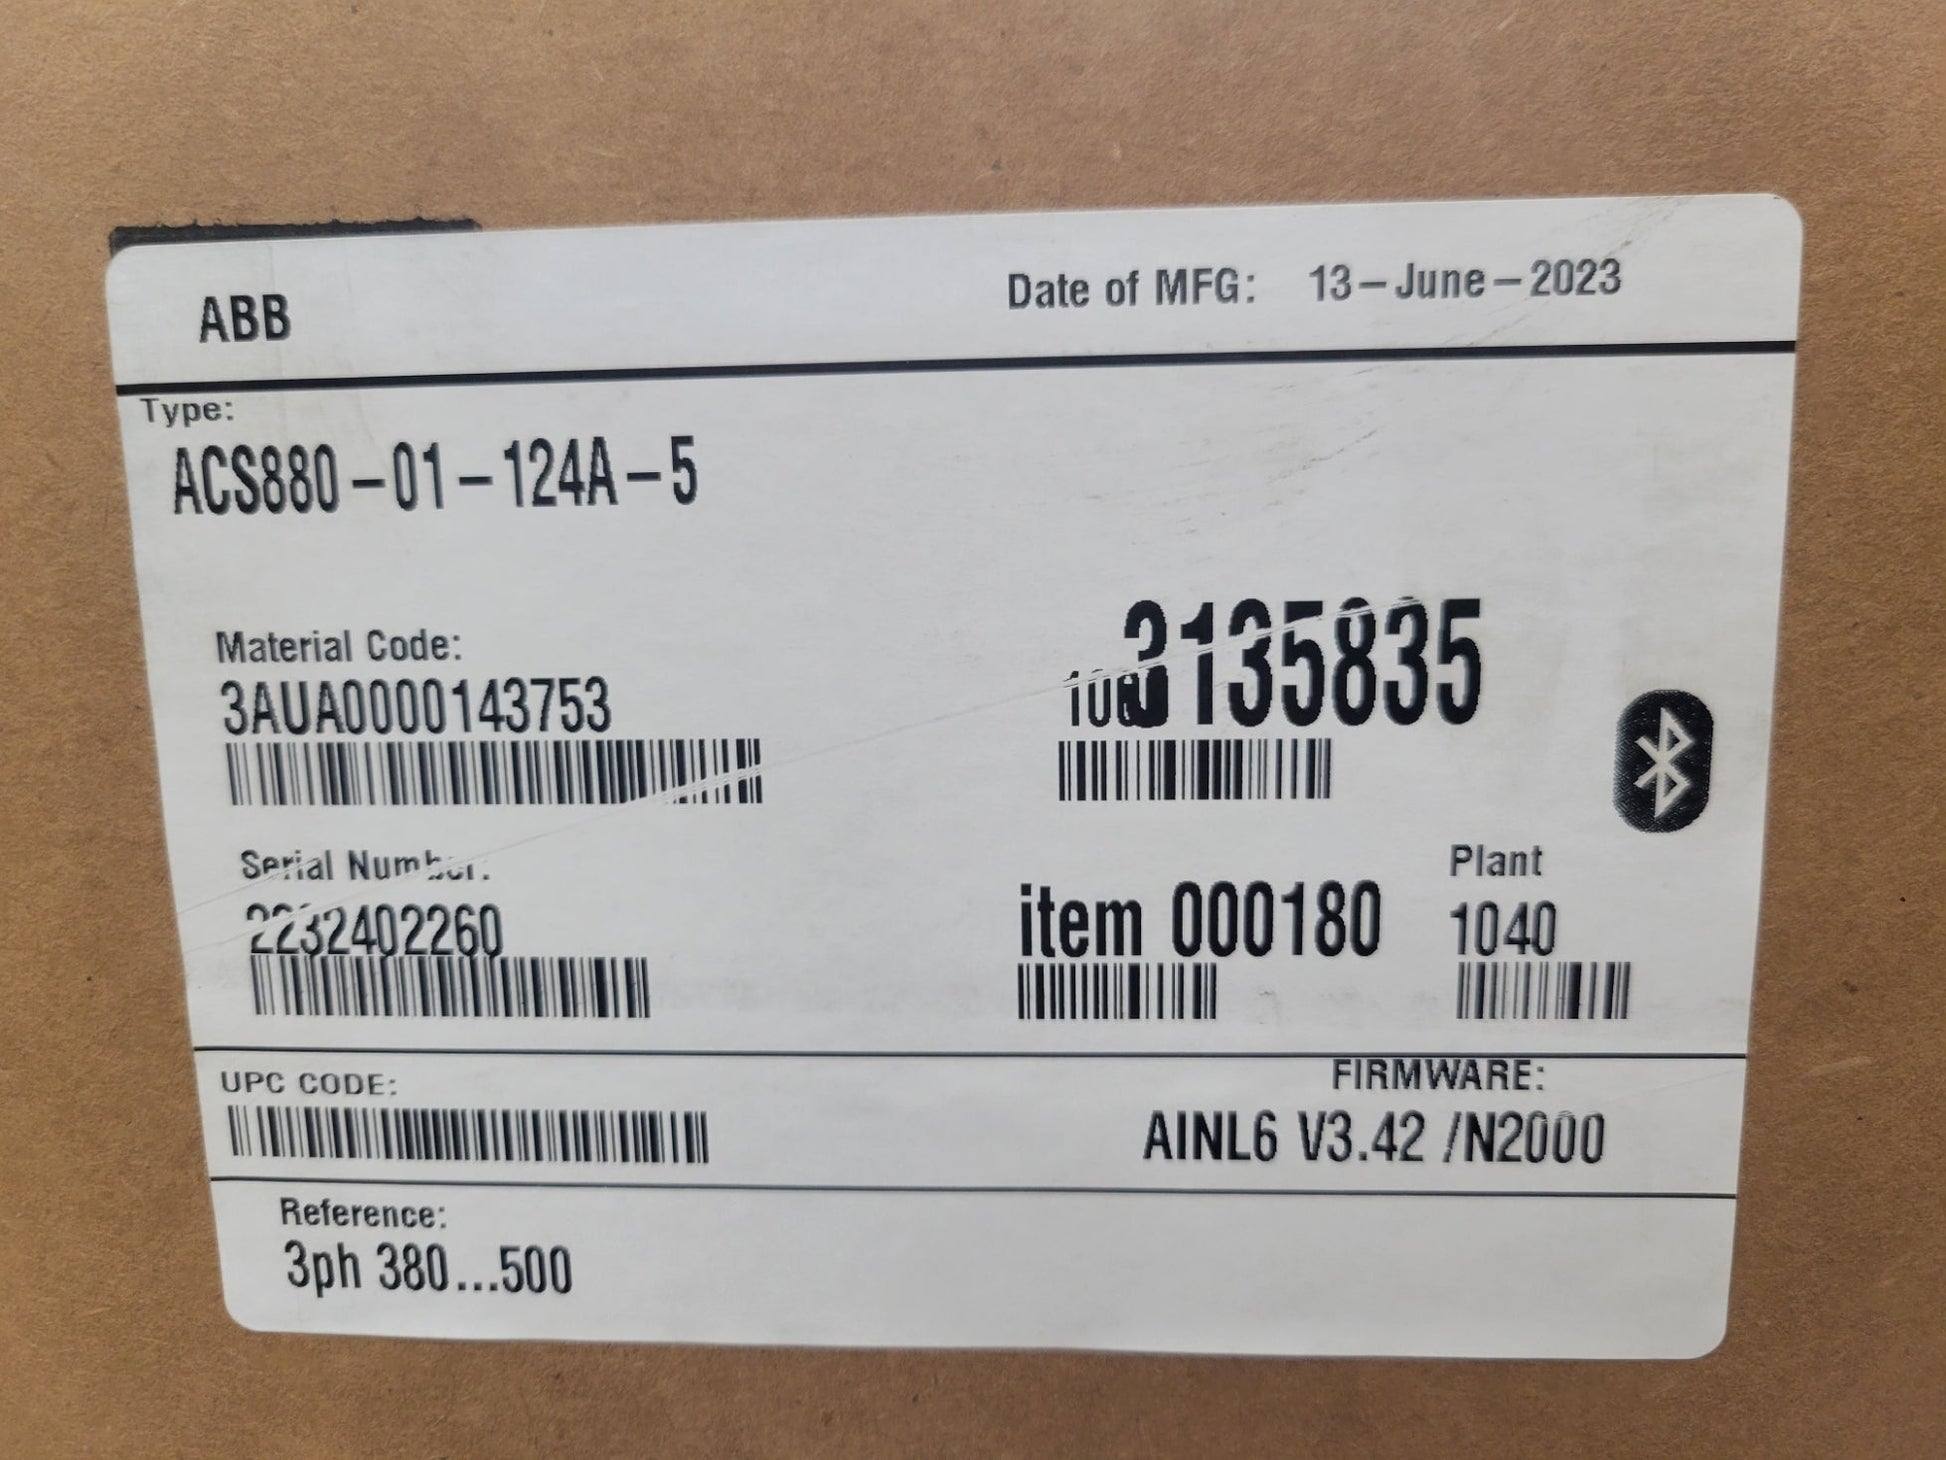 ABB
Date of MFG: 13-June-2023
Type:
ACS880-01-124A-5
Material Code:
3AUA0000143753
3135835
Serial Number:
2232402260
item 000180
Plant
1040
UPC CODE:
FIRMWARE:
AINL6 V3.42 /N2000
Reference:
3ph 380...500